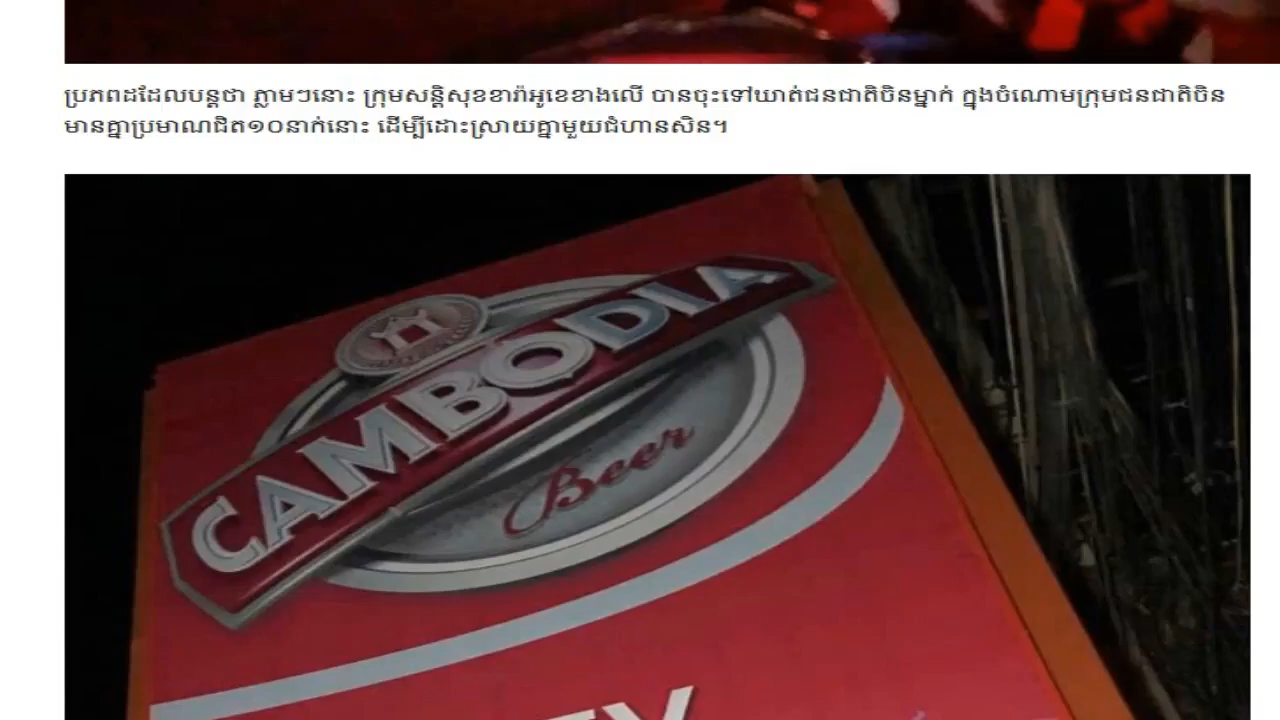 ប្រភពដដែលបន្តថា ភ្លាមៗនោះ ក្រុមសន្តិសុខខារ៉ាអូខេខាងលើ បានចុះទៅឃាត់ជនជាតិចិនម្នាក់ ក្នុងចំណោមក្រុមជនជាតិចិន
មានគ្នាប្រមាណជិត១០នាក់នោះ ដើម្បីដោះស្រាយគ្នាមួយជំហានសិន។
CAMBODIA
Beer